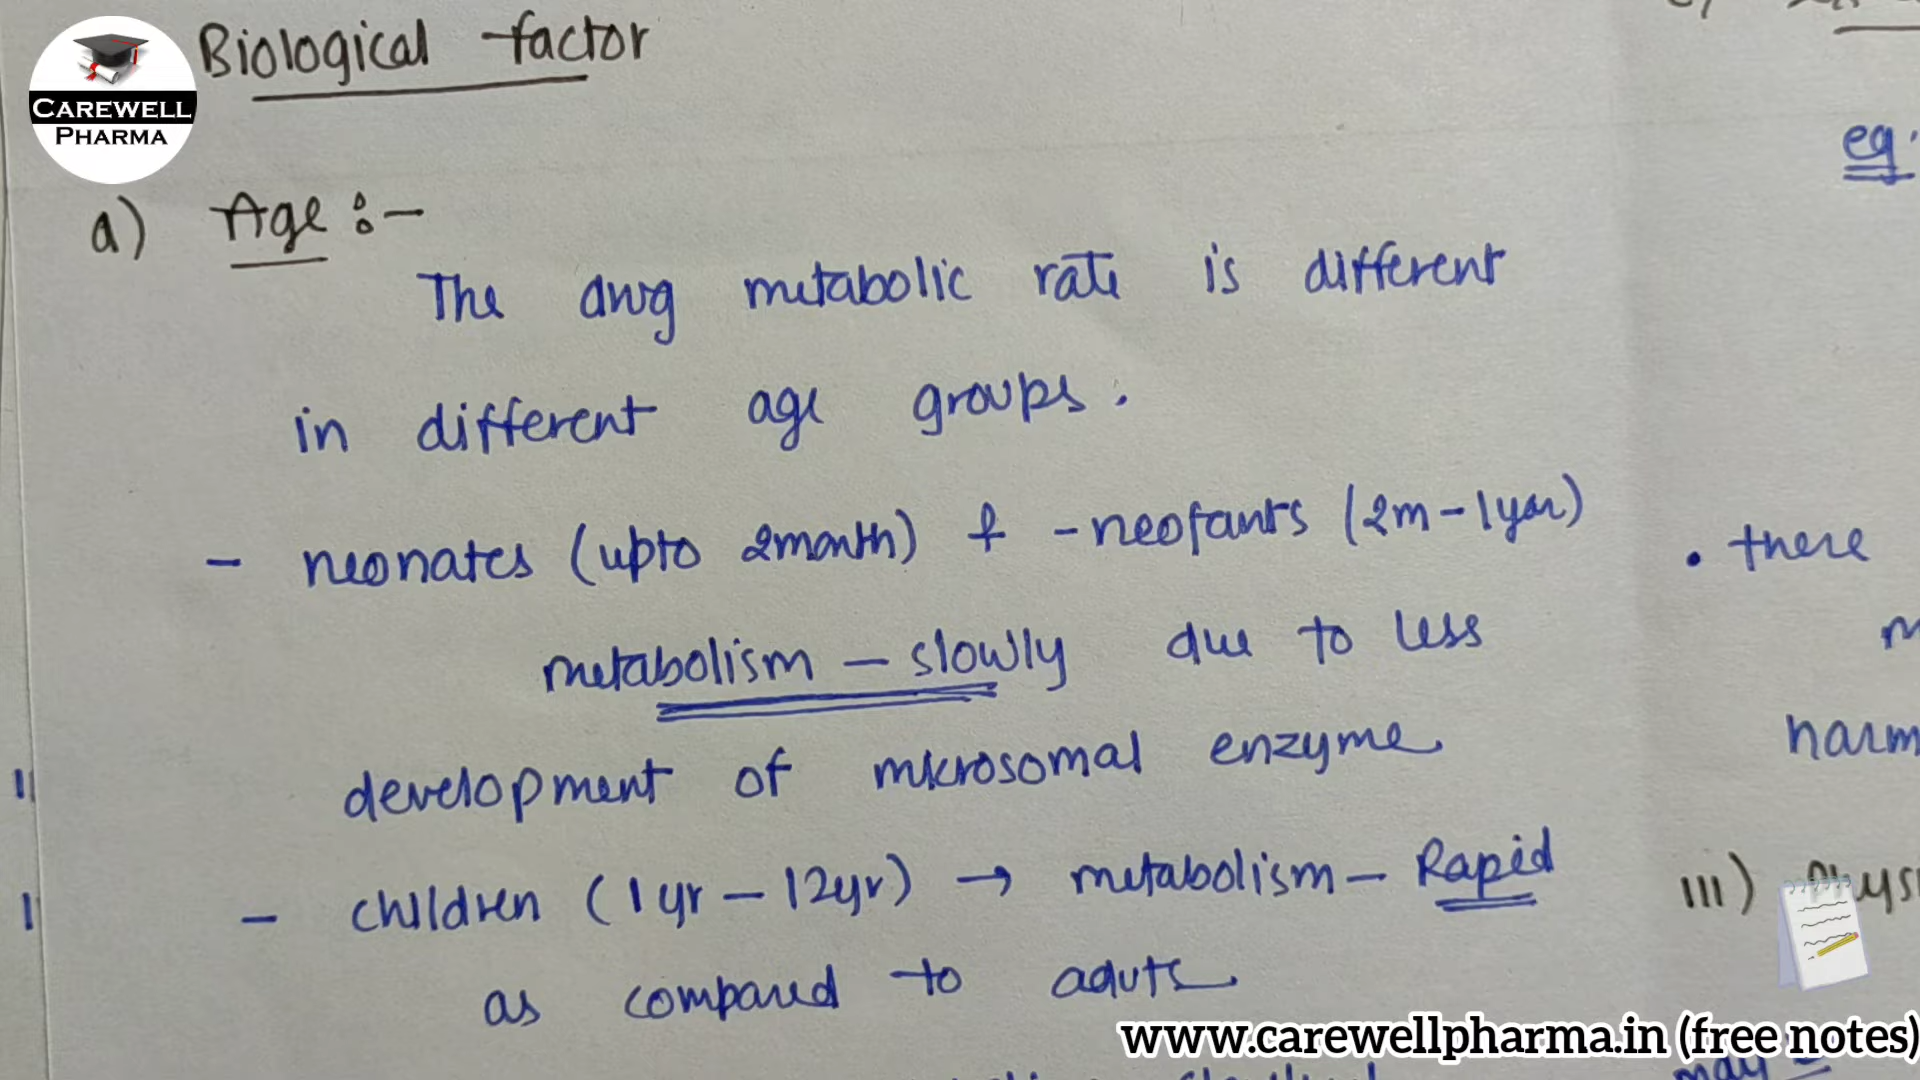 Biological factor
CAREWELL
PHARMA
a) Age :-
The drug metabolic rate is different
in different age groups.
- neonates (upto 2month) & - neofants (2m - 1year)
metabolism - slowly due to less
development of microsomal enzyme
- children (1yr - 12yr) → metabolism - Rapid
as compared to aduts
eg.
• there
harm
iii) Phys
www.carewellpharma.in (free notes)
may